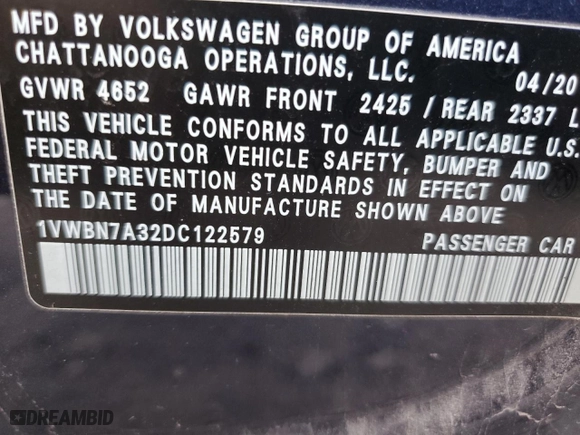 MFD BY VOLKSWAGEN GROUP OF AMERICA
CHATTANOOGA OPERATIONS, LLC. 04/20
GVWR 4652 GAWR FRONT 2425 / REAR 2337 L
THIS VEHICLE CONFORMS TO ALL APPLICABLE U.S.
FEDERAL MOTOR VEHICLE SAFETY, BUMPER AND
THEFT PREVENTION STANDARDS IN EFFECT ON
THE DATE OF MANUFACTURE SHOWN ABOVE
1VWBN7A32DC122579 PASSENGER CAR
DREAMBID